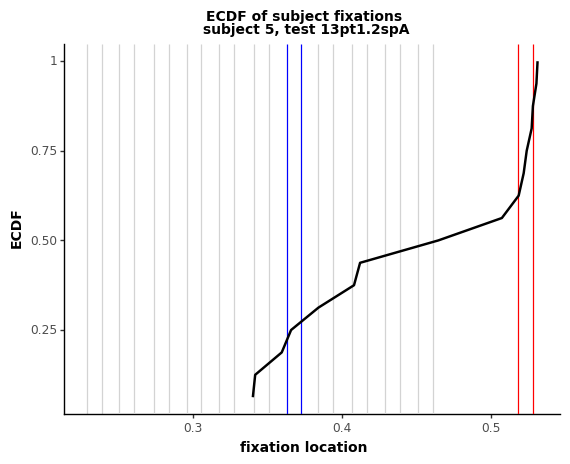 ECDF of subject fixations
subject 5, test 13pt1.2spA
1
0.75
0.50
0.25
ECDF
0.3 0.4 0.5
fixation location